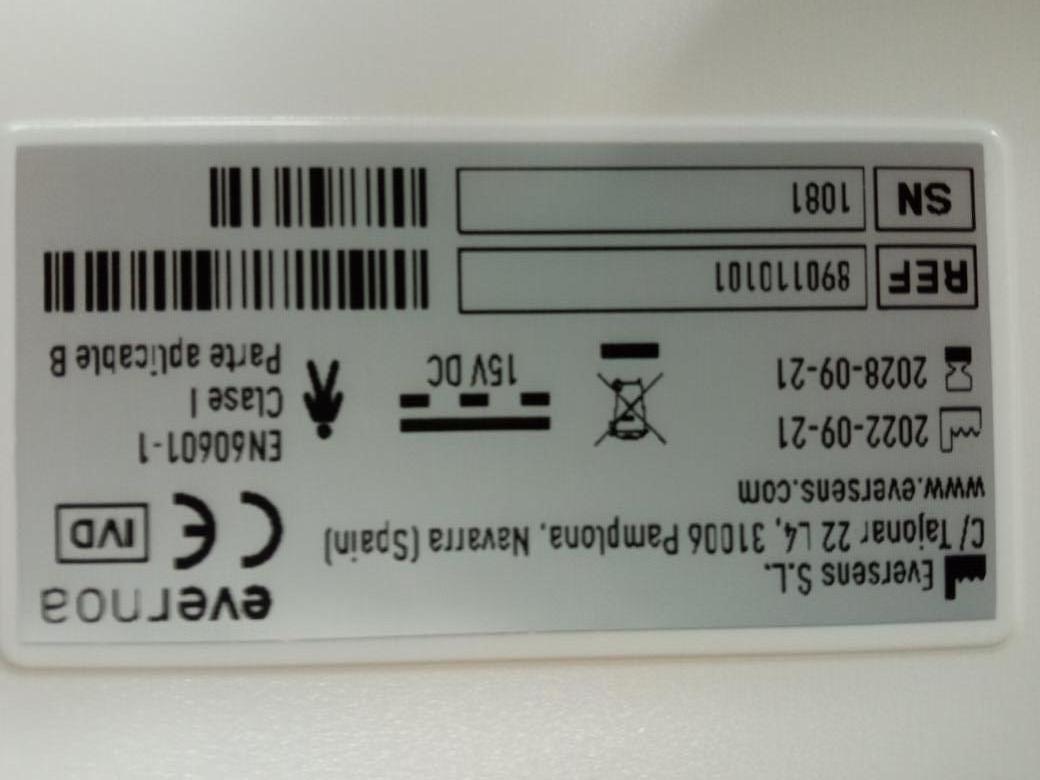 Eversens S.L.
C/ Tajonar 22 L4, 31006 Pamplona, Navarra (Spain)
www.eversens.com
evernoa
CE IVD
2022-09-21
2028-09-21
15V DC
EN60601-1
Clase I
Parte aplicable B
REF 890110101
SN 1081